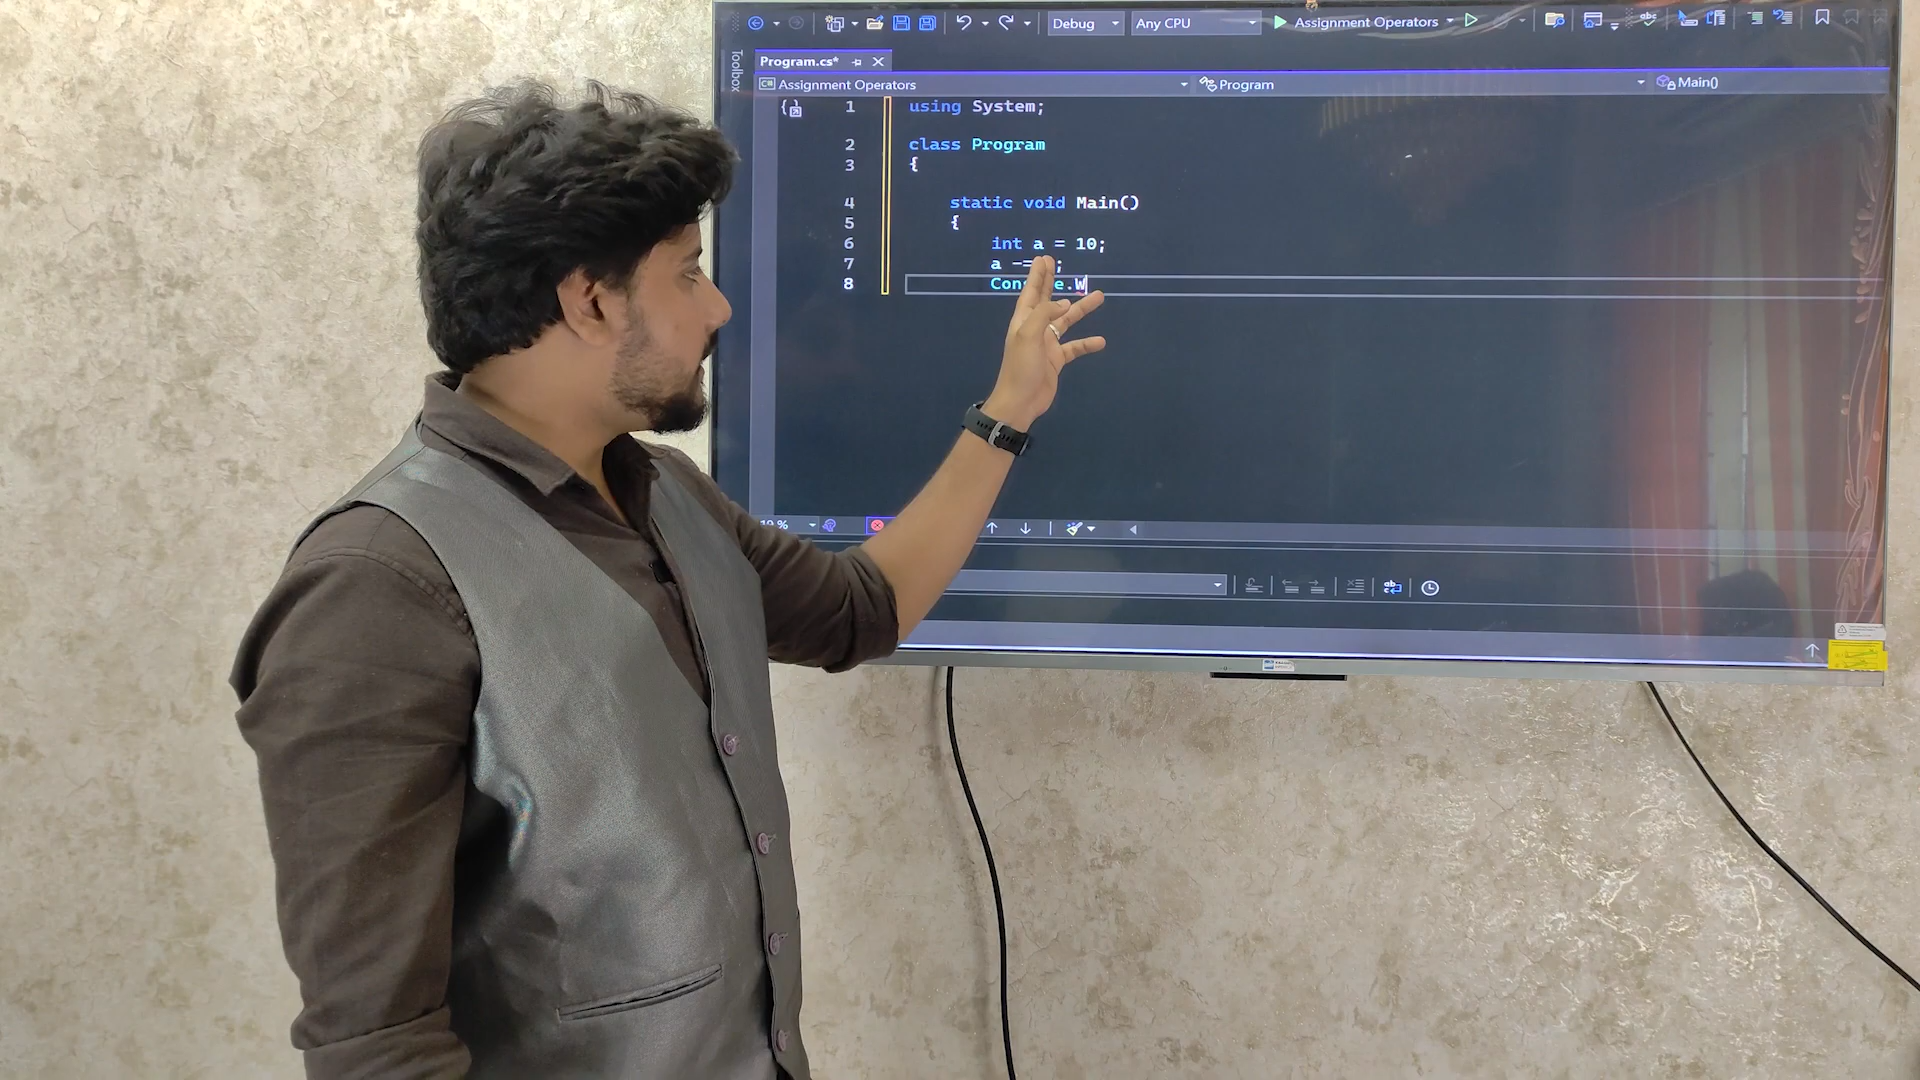 Debug Any CPU Assignment Operators
Toolbox
Program.cs*
Assignment Operators Program Main()
1 using System;
2 class Program
3 {
4 static void Main()
5 {
6 int a = 10;
7 a -= ;
8 Con e.W